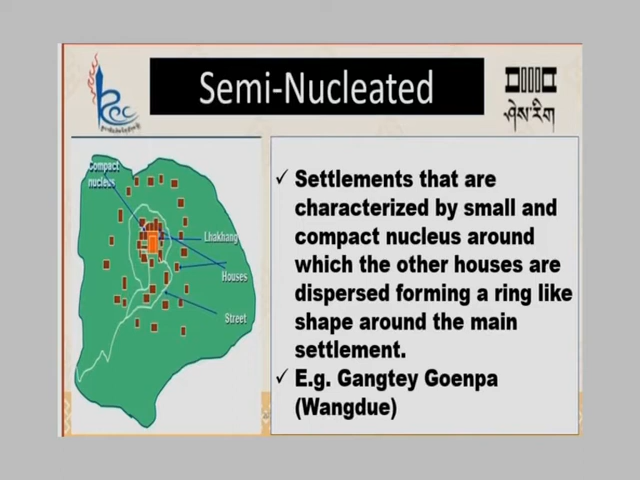 Semi-Nucleated
REC
ཤེས་རིག
Compact
nucleus
Lhakhang
Houses
Street
✓ Settlements that are
characterized by small and
compact nucleus around
which the other houses are
dispersed forming a ring like
shape around the main
settlement.
✓ E.g. Gangtey Goenpa
(Wangdue)